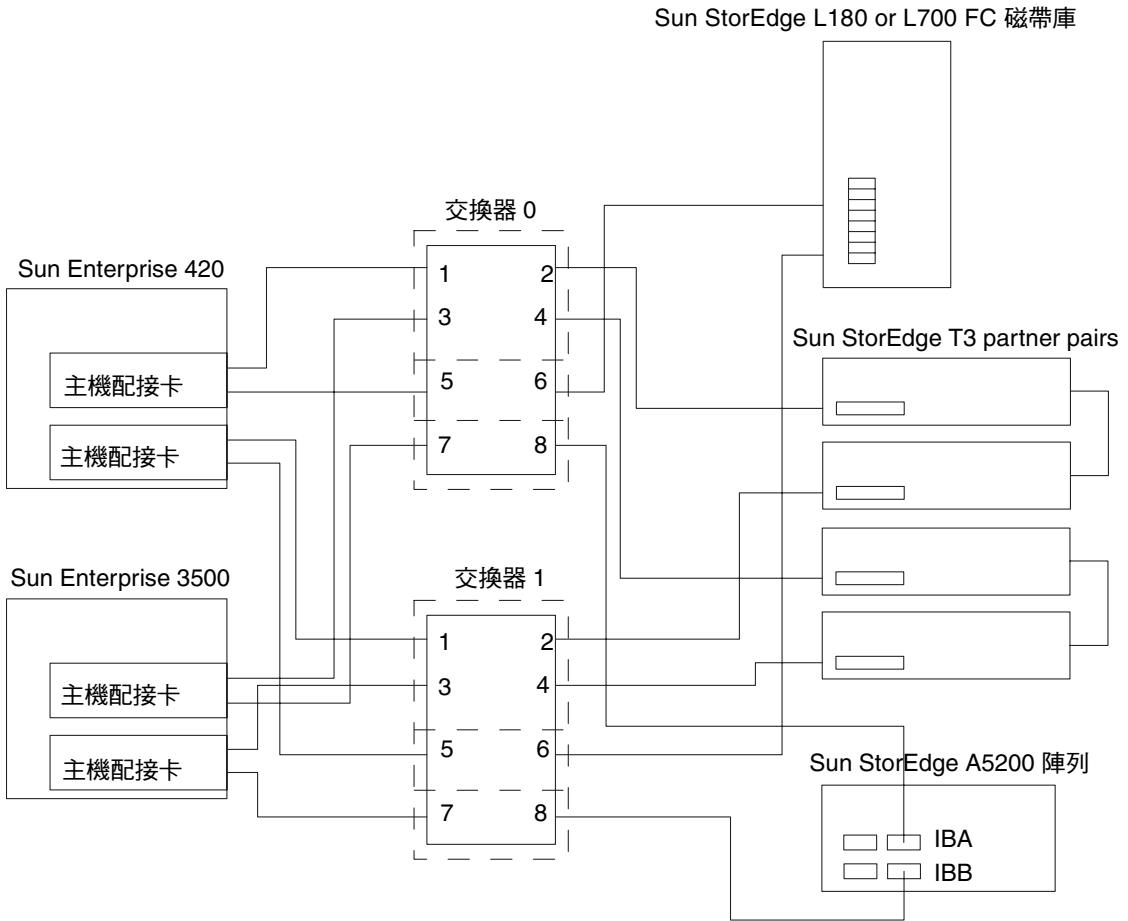 Sun StorEdge L180 or L700 FC 磁帶庫
交換器 0
Sun Enterprise 420
1 2
3 4
主機配接卡
5 6
主機配接卡
7 8
Sun StorEdge T3 partner pairs
Sun Enterprise 3500
交換器 1
1 2
主機配接卡
3 4
主機配接卡
5 6
7 8
Sun StorEdge A5200 陣列
IBA
IBB